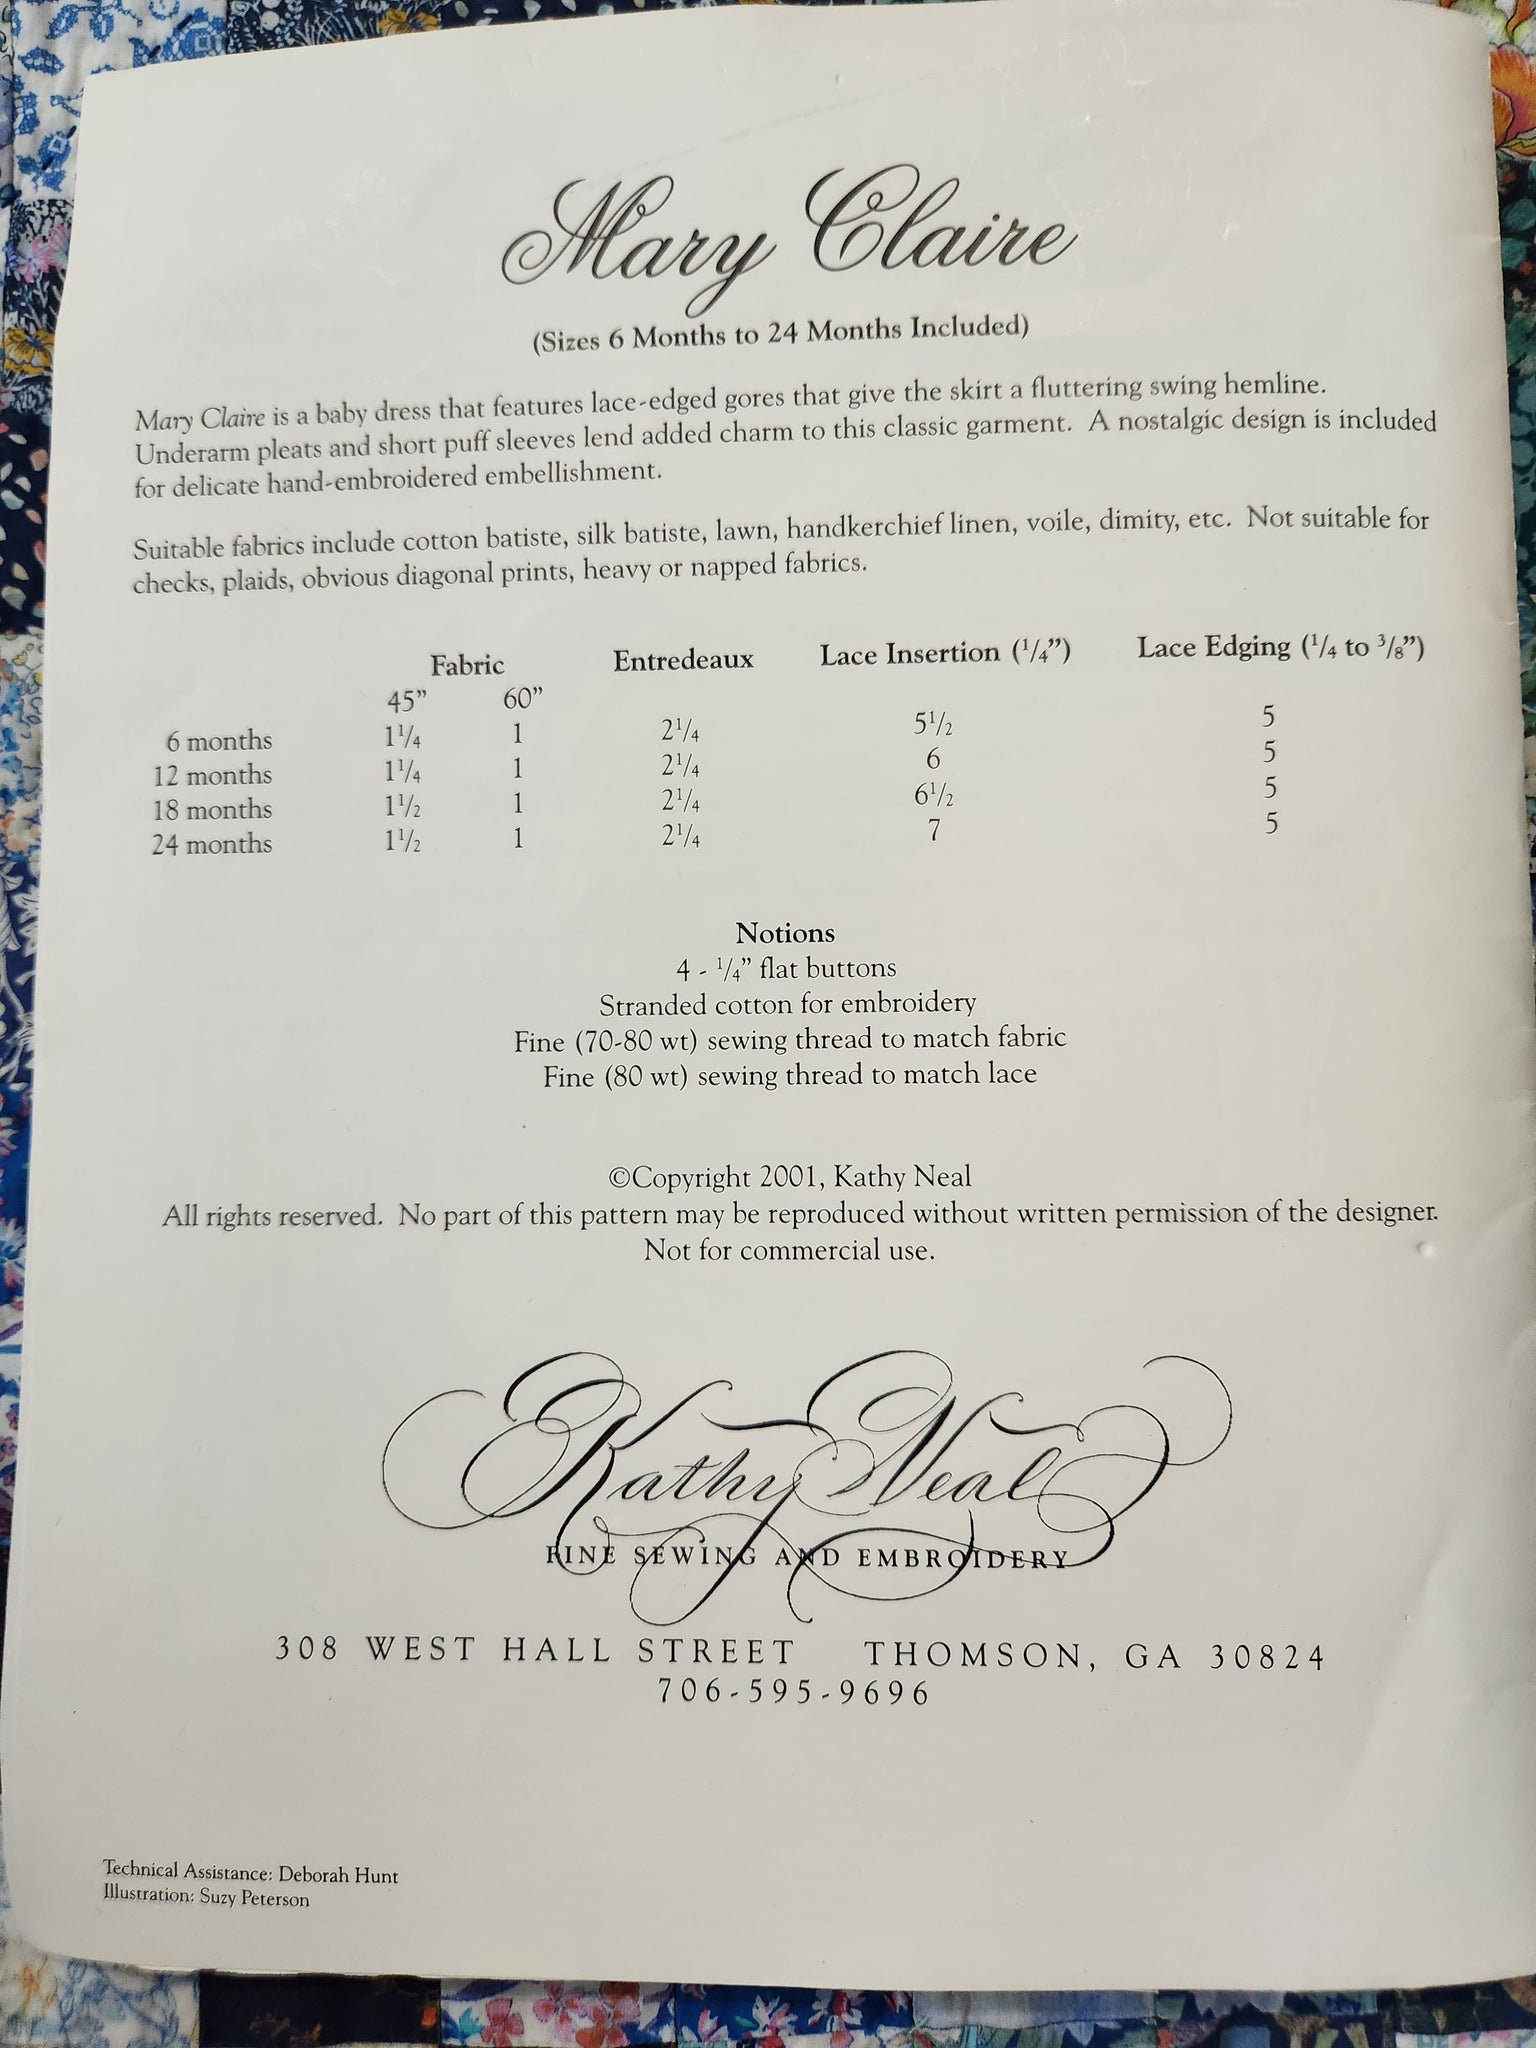 Mary Claire
(Sizes 6 Months to 24 Months Included)
Mary Claire is a baby dress that features lace-edged gores that give the skirt a fluttering swing hemline.
Underarm pleats and short puff sleeves lend added charm to this classic garment. A nostalgic design is included
for delicate hand-embroidered embellishment.
Suitable fabrics include cotton batiste, silk batiste, lawn, handkerchief linen, voile, dimity, etc. Not suitable for
checks, plaids, obvious diagonal prints, heavy or napped fabrics.
Fabric Entredeaux Lace Insertion (1/4”) Lace Edging (1/4 to 3/8”)
45” 60”
6 months 1 1/4 1 2 1/4 5 1/2 5
12 months 1 1/4 1 2 1/4 6 5
18 months 1 1/2 1 2 1/4 6 1/2 5
24 months 1 1/2 1 2 1/4 7 5
Notions
4 - 1/4” flat buttons
Stranded cotton for embroidery
Fine (70-80 wt) sewing thread to match fabric
Fine (80 wt) sewing thread to match lace
©Copyright 2001, Kathy Neal
All rights reserved. No part of this pattern may be reproduced without written permission of the designer.
Not for commercial use.
Kathy Neal
FINE SEWING AND EMBROIDERY
308 WEST HALL STREET THOMSON, GA 30824
706-595-9696
Technical Assistance: Deborah Hunt
Illustration: Suzy Peterson